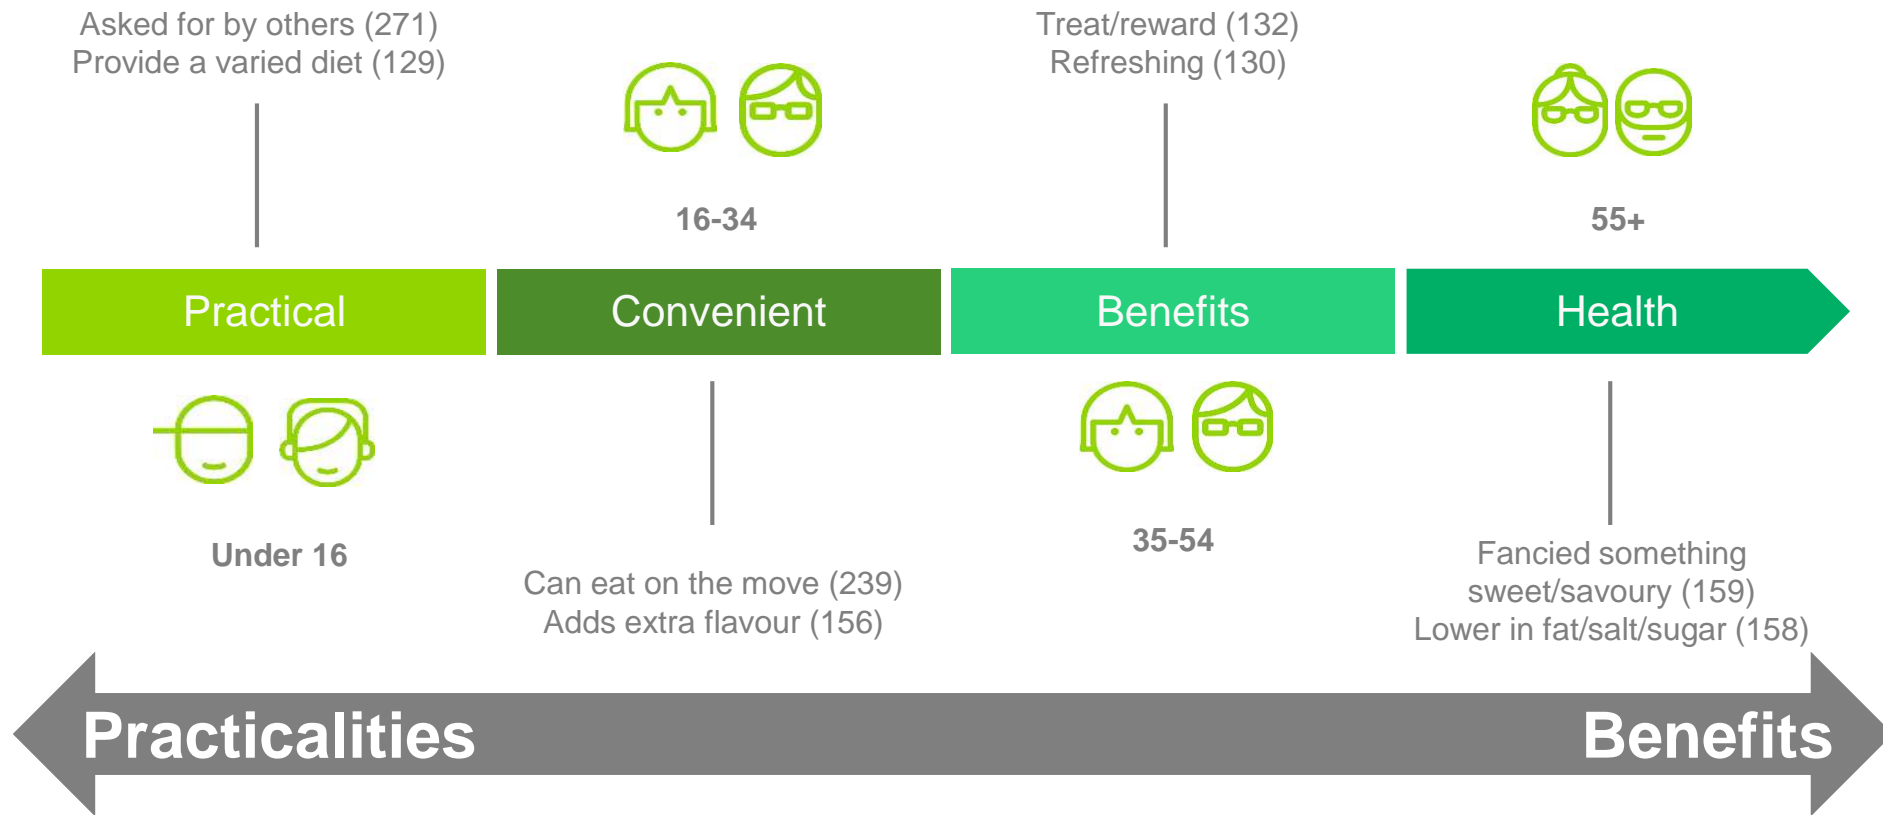 Asked for by others (271)
Provide a varied diet (129)
Treat/reward (132)
Refreshing (130)
16-34
55+
Practical
Convenient
Benefits
Health
Under 16
35-54
Can eat on the move (239)
Adds extra flavour (156)
Fancied something
sweet/savoury (159)
Lower in fat/salt/sugar (158)
Practicalities
Benefits